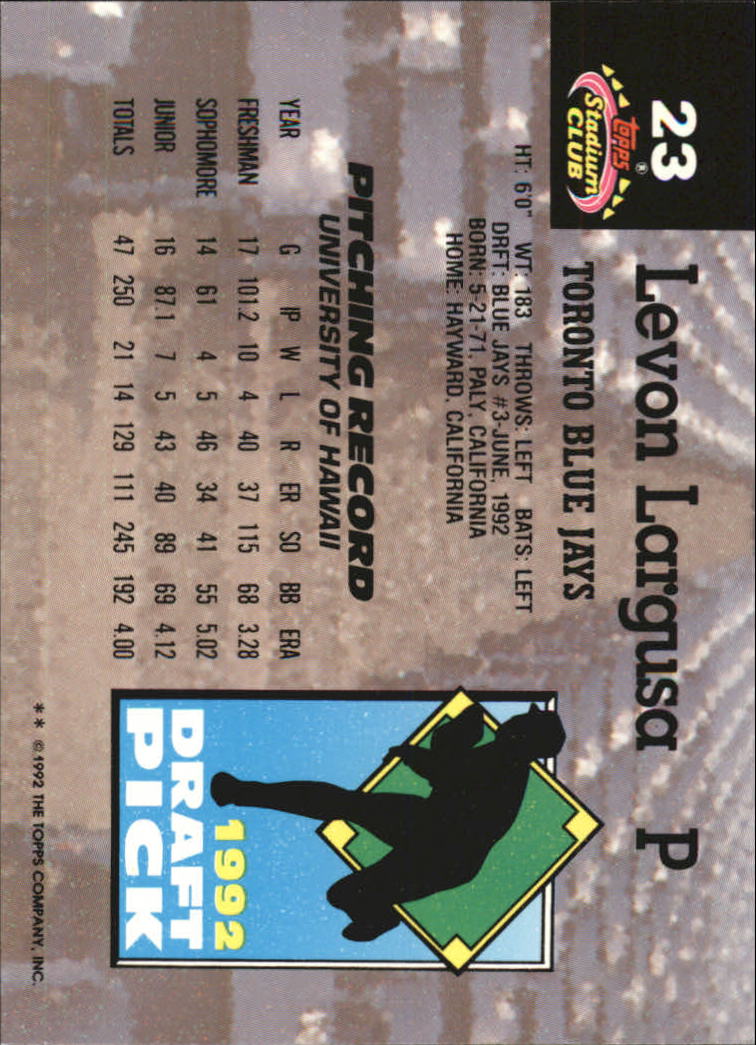 23
Topps®
Stadium
CLUB
Levon Largusa P
TORONTO BLUE JAYS
HT: 6'0" WT: 183 THROWS: LEFT BATS: LEFT
DRFT: BLUE JAYS #3-JUNE, 1992
BORN: 5-21-71, PALY, CALIFORNIA
HOME: HAYWARD, CALIFORNIA
PITCHING RECORD
UNIVERSITY OF HAWAII
YEAR G IP W L R ER SO BB ERA
FRESHMAN 17 101.2 10 4 40 37 115 68 3.28
SOPHOMORE 14 61 4 5 46 34 41 55 5.02
JUNIOR 16 87.1 7 5 43 40 89 69 4.12
TOTALS 47 250 21 14 129 111 245 192 4.00
1992
DRAFT
PICK
** ©1992 THE TOPPS COMPANY, INC.